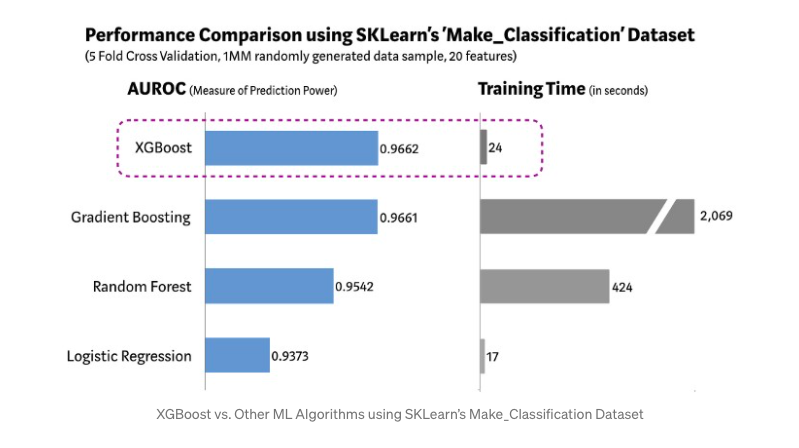 Performance Comparison using SKLearn's 'Make_Classification' Dataset
(5 Fold Cross Validation, 1MM randomly generated data sample, 20 features)
AUROC (Measure of Prediction Power)
Training Time (in seconds)
XGBoost 0.9662 24
Gradient Boosting 0.9661 2,069
Random Forest 0.9542 424
Logistic Regression 0.9373 17
XGBoost vs. Other ML Algorithms using SKLearn's Make_Classification Dataset